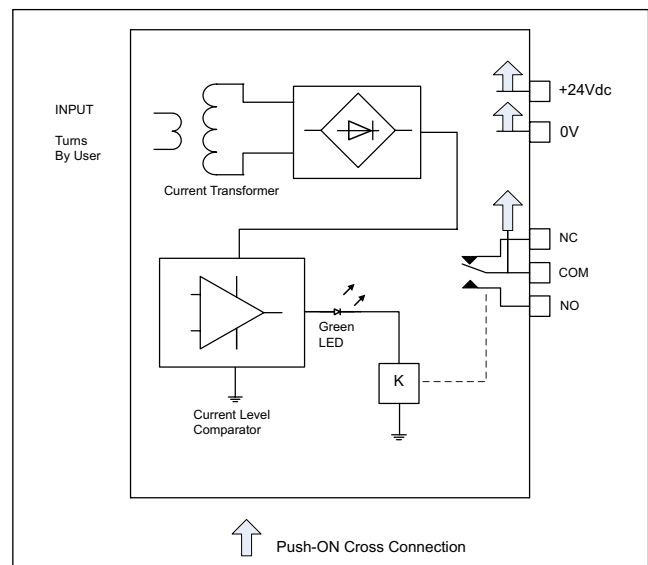 INPUT
Turns
By User
Current Transformer
+24Vdc
0V
NC
COM
NO
Green
LED
K
Current Level
Comparator
Push-ON Cross Connection